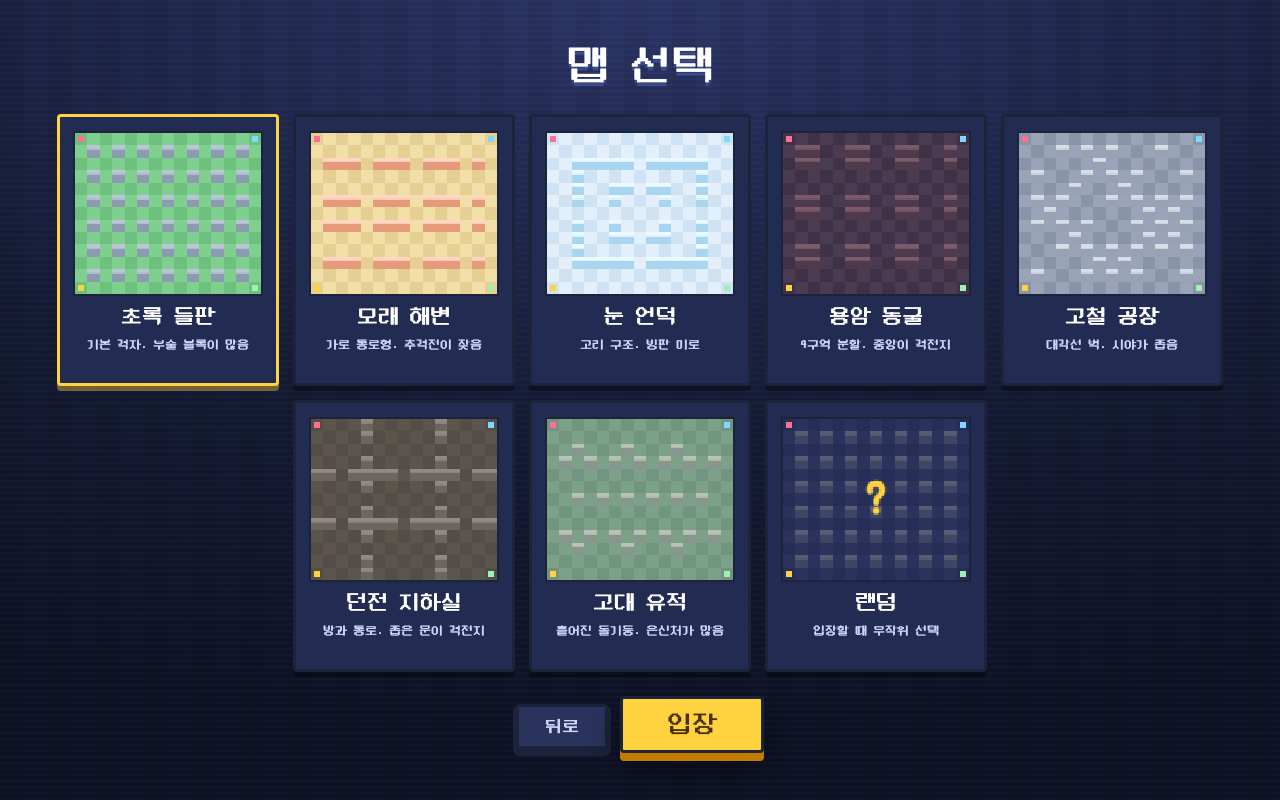 맵 선택
초록 들판
기본 격자. 부술 블록이 많음
모래 해변
가로 통로형. 추격전이 잦음
눈 언덕
고리 구조. 빙판 미로
용암 동굴
4구역 분할. 중앙이 격전지
고철 공장
대각선 벽. 시야가 좁음
던전 지하실
방과 통로. 좁은 문이 격전지
고대 유적
흩어진 돌기둥. 은신처가 많음
?
랜덤
입장할 때 무작위 선택
뒤로
입장